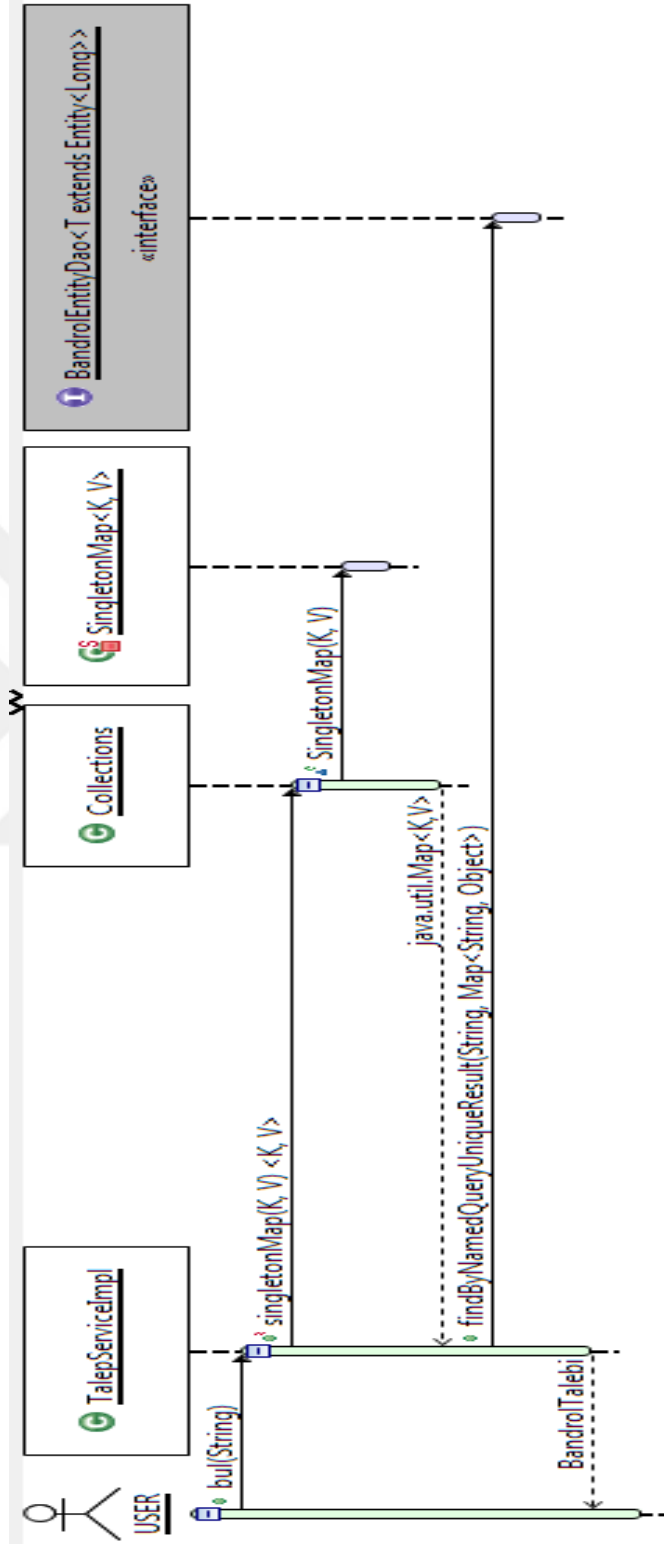 USER
TalepServiceImpl
Collections
SingletonMap<K, V>
BandrolEntityDao<T extends Entity<Long>>
«interface»
bul(String)
singletonMap(K, V) <K, V>
SingletonMap(K, V)
java.util.Map<K,V>
findByNamedQueryUniqueResult(String, Map<String, Object>)
BandrolTalebi